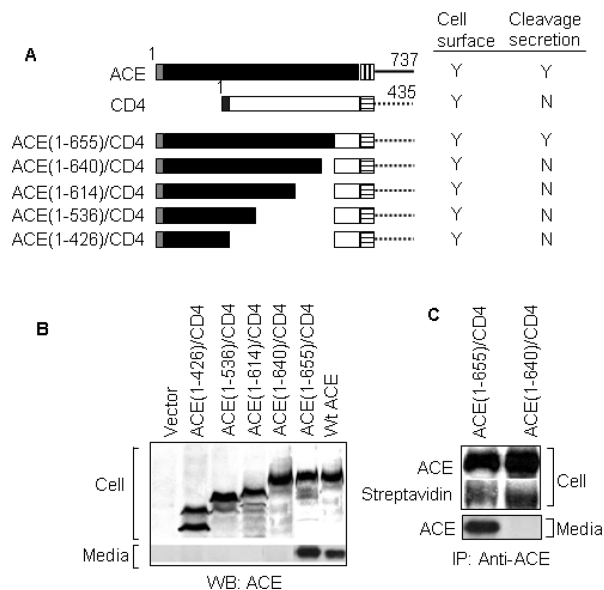 Cell surface
Cleavage secretion
A
1
ACE
737
Y
Y
1
CD4
435
Y
N
ACE(1-655)/CD4
Y
Y
ACE(1-640)/CD4
Y
N
ACE(1-614)/CD4
Y
N
ACE(1-536)/CD4
Y
N
ACE(1-426)/CD4
Y
N
B
Vector
ACE(1-426)/CD4
ACE(1-536)/CD4
ACE(1-614)/CD4
ACE(1-640)/CD4
ACE(1-655)/CD4
Wt ACE
Cell
Media
WB: ACE
C
ACE(1-655)/CD4
ACE(1-640)/CD4
ACE
Streptavidin
Cell
ACE
Media
IP: Anti-ACE